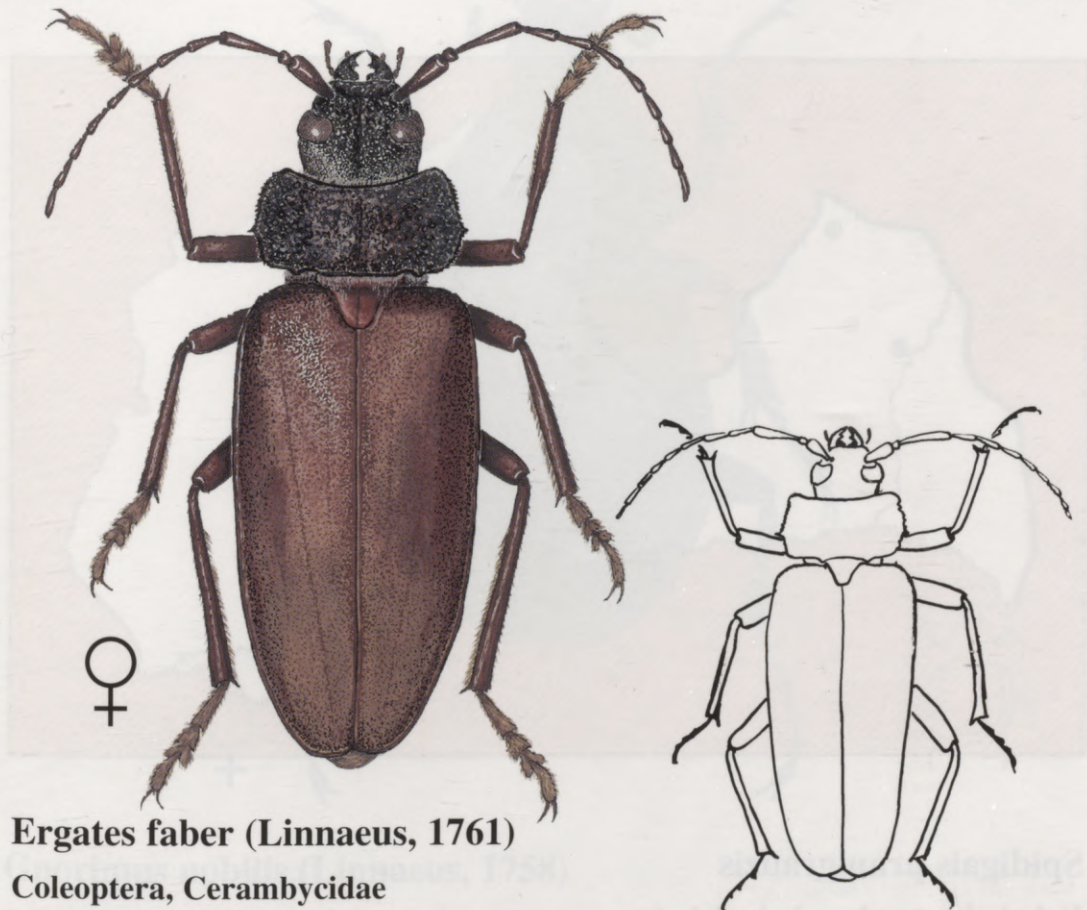 ♀
Ergates faber (Linnaeus, 1761)
Coleoptera, Cerambycidae